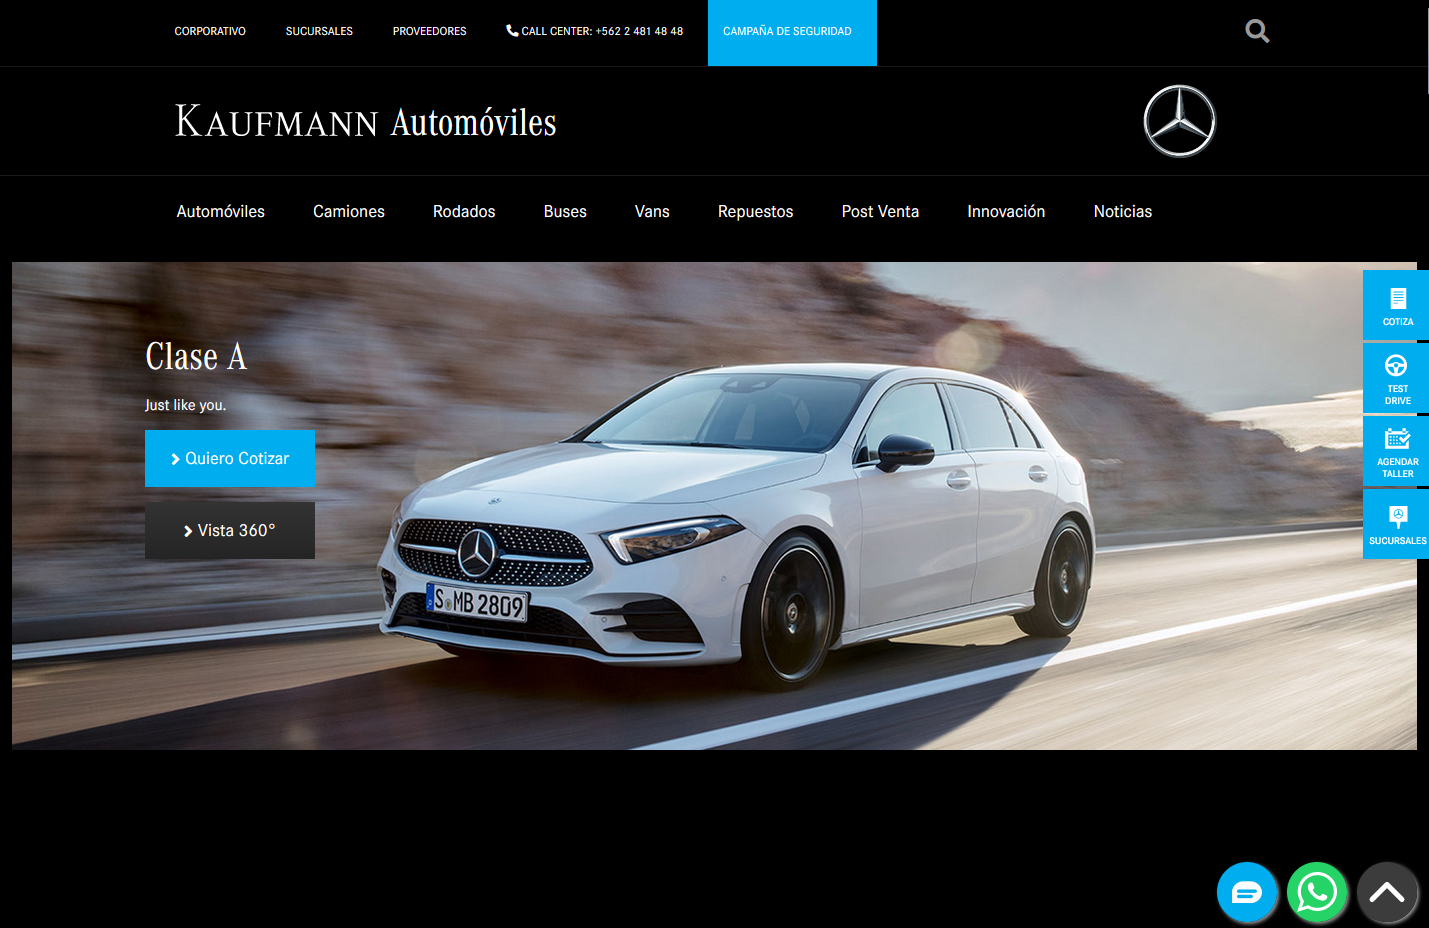 CORPORATIVO SUCURSALES PROVEEDORES CALL CENTER: +562 2 481 48 48 CAMPAÑA DE SEGURIDAD
KAUFMANN Automóviles
Automóviles Camiones Rodados Buses Vans Repuestos Post Venta Innovación Noticias
Clase A
Just like you.
Quiero Cotizar
Vista 360°
S MB 2809
COTIZA
TEST
DRIVE
AGENDAR
TALLER
SUCURSALES